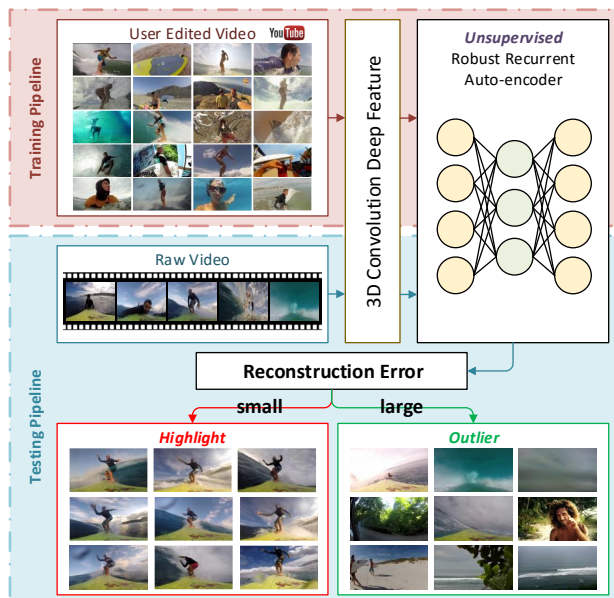 Training Pipeline
User Edited Video
YouTube
3D Convolution Deep Feature
Unsupervised
Robust Recurrent
Auto-encoder
Testing Pipeline
Raw Video
Reconstruction Error
small
large
Highlight
Outlier